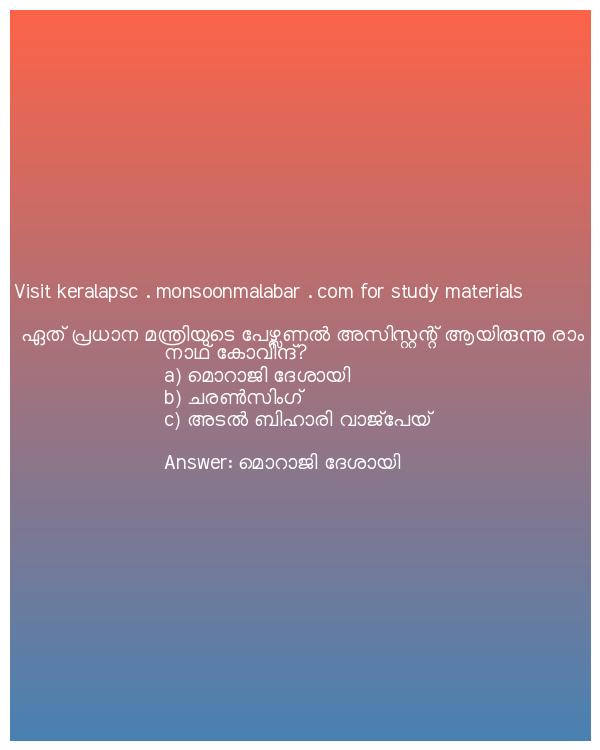 Visit keralapsc . monsoonmalabar . com for study materials
ഏത് പ്രധാന മന്ത്രിയുടെ പേഴ്സണൽ അസിസ്റ്റന്റ് ആയിരുന്നു രാം
നാഥ് കോവിന്ദ്?
a) മൊറാജി ദേശായി
b) ചരൺസിംഗ്
c) അടൽ ബിഹാരി വാജ്പേയ്
Answer: മൊറാജി ദേശായി